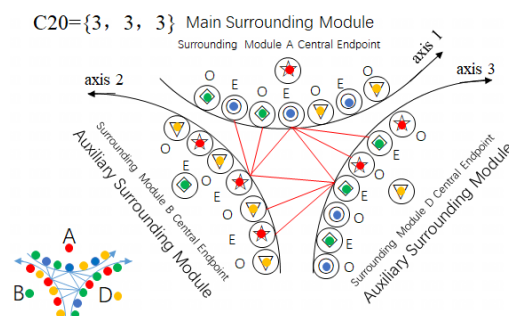 C20={3, 3, 3} Main Surrounding Module
Surrounding Module A Central Endpoint
axis 1
axis 2
axis 3
O E O E O E O
O E O E O E O
O E O E O E O
Surrounding Module B Central Endpoint
Auxiliary Surrounding Module
Surrounding Module D Central Endpoint
Auxiliary Surrounding Module
A
B
D